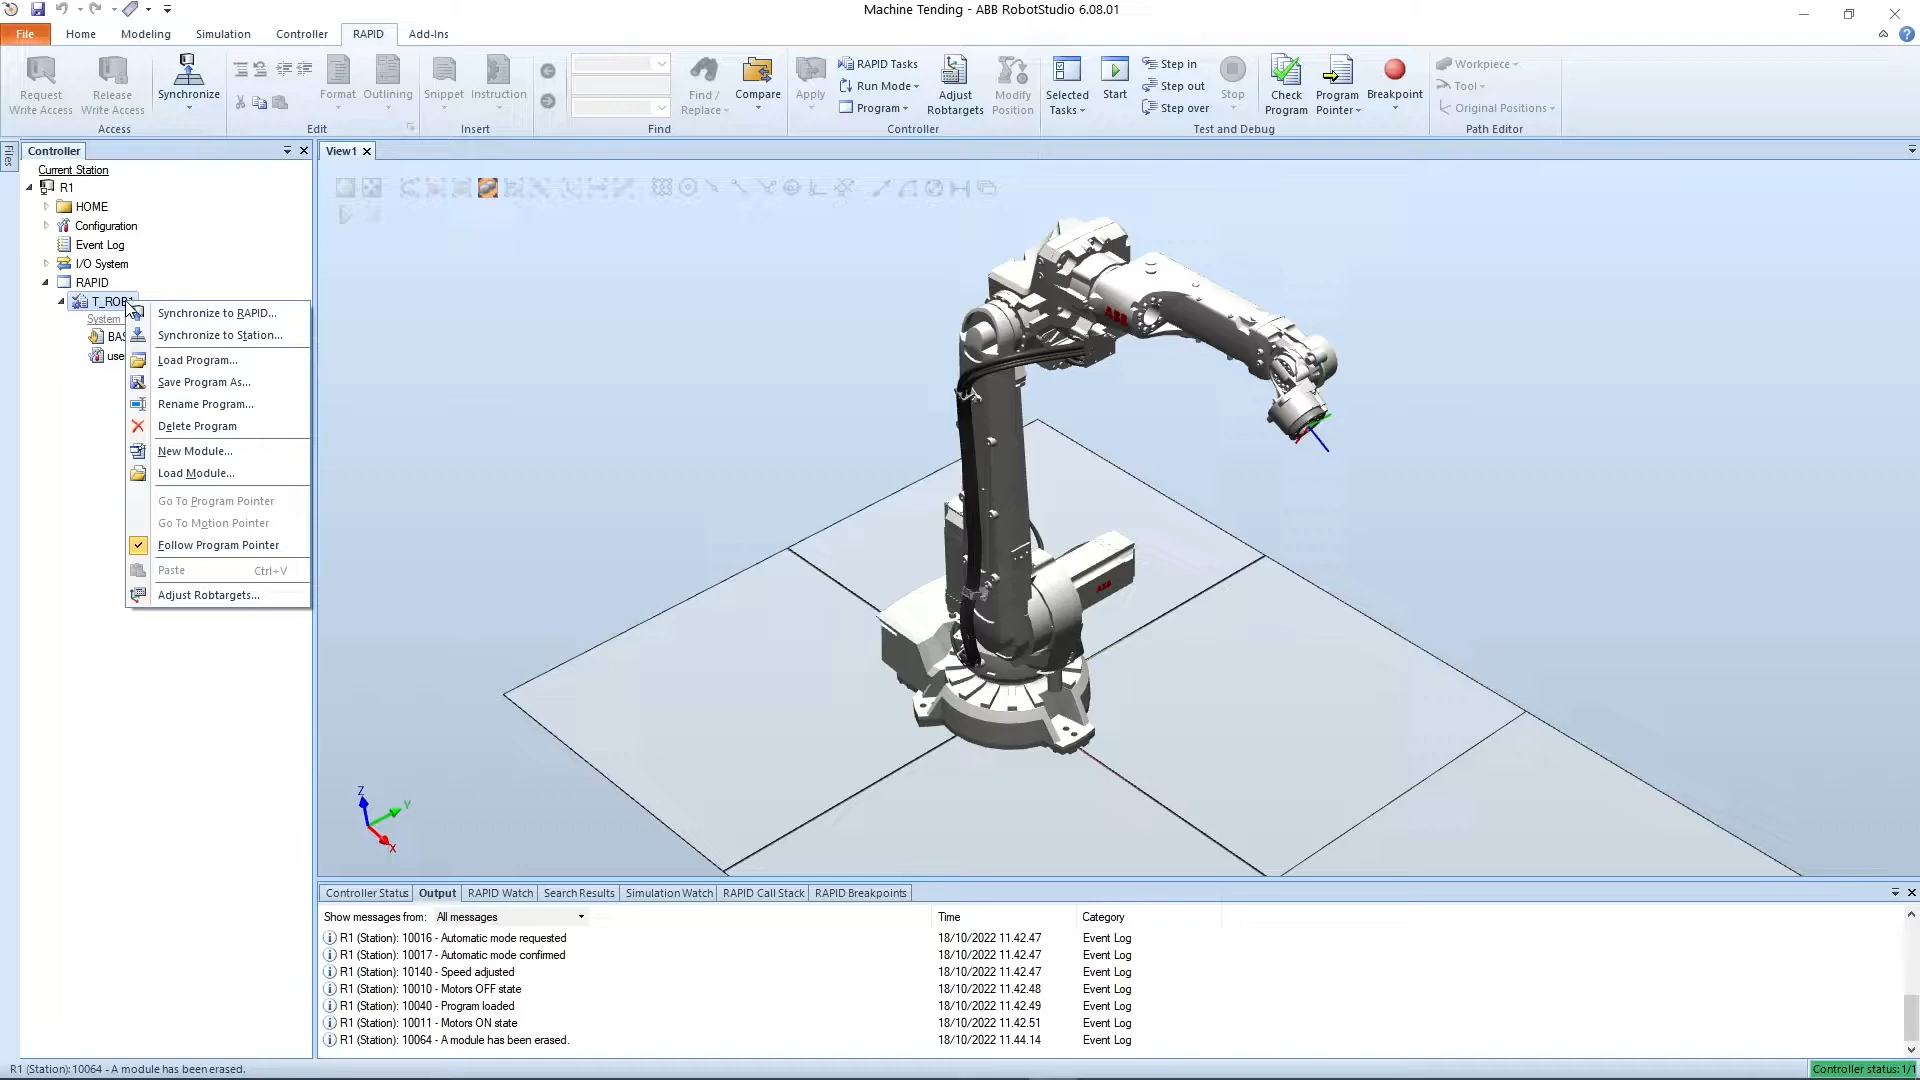 Machine Tending - ABB RobotStudio 6.08.01
File Home Modeling Simulation Controller RAPID Add-Ins
Request Write Access
Release Write Access
Synchronize
Access
Format
Outlining
Edit
Snippet
Instruction
Insert
Find / Replace
Compare
Find
Apply
RAPID Tasks
Run Mode
Program
Adjust Robtargets
Modify Position
Controller
Selected Tasks
Start
Step in
Step out
Step over
Stop
Check Program
Program Pointer
Breakpoint
Test and Debug
Workpiece
Tool
Original Positions
Path Editor
Files
Controller
Current Station
R1
HOME
Configuration
Event Log
I/O System
RAPID
T_ROB1
System
BAS
use
Synchronize to RAPID...
Synchronize to Station...
Load Program...
Save Program As...
Rename Program...
Delete Program
New Module...
Load Module...
Go To Program Pointer
Go To Motion Pointer
Follow Program Pointer
Paste Ctrl+V
Adjust Robtargets...
View1
ABB
ABB
Z
Y
X
Controller Status Output RAPID Watch Search Results Simulation Watch RAPID Call Stack RAPID Breakpoints
Show messages from: All messages Time Category
R1 (Station): 10016 - Automatic mode requested 18/10/2022 11.42.47 Event Log
R1 (Station): 10017 - Automatic mode confirmed 18/10/2022 11.42.47 Event Log
R1 (Station): 10140 - Speed adjusted 18/10/2022 11.42.47 Event Log
R1 (Station): 10010 - Motors OFF state 18/10/2022 11.42.48 Event Log
R1 (Station): 10040 - Program loaded 18/10/2022 11.42.49 Event Log
R1 (Station): 10011 - Motors ON state 18/10/2022 11.42.51 Event Log
R1 (Station): 10064 - A module has been erased. 18/10/2022 11.44.14 Event Log
R1 (Station): 10064 - A module has been erased.
Controller status: 1/1